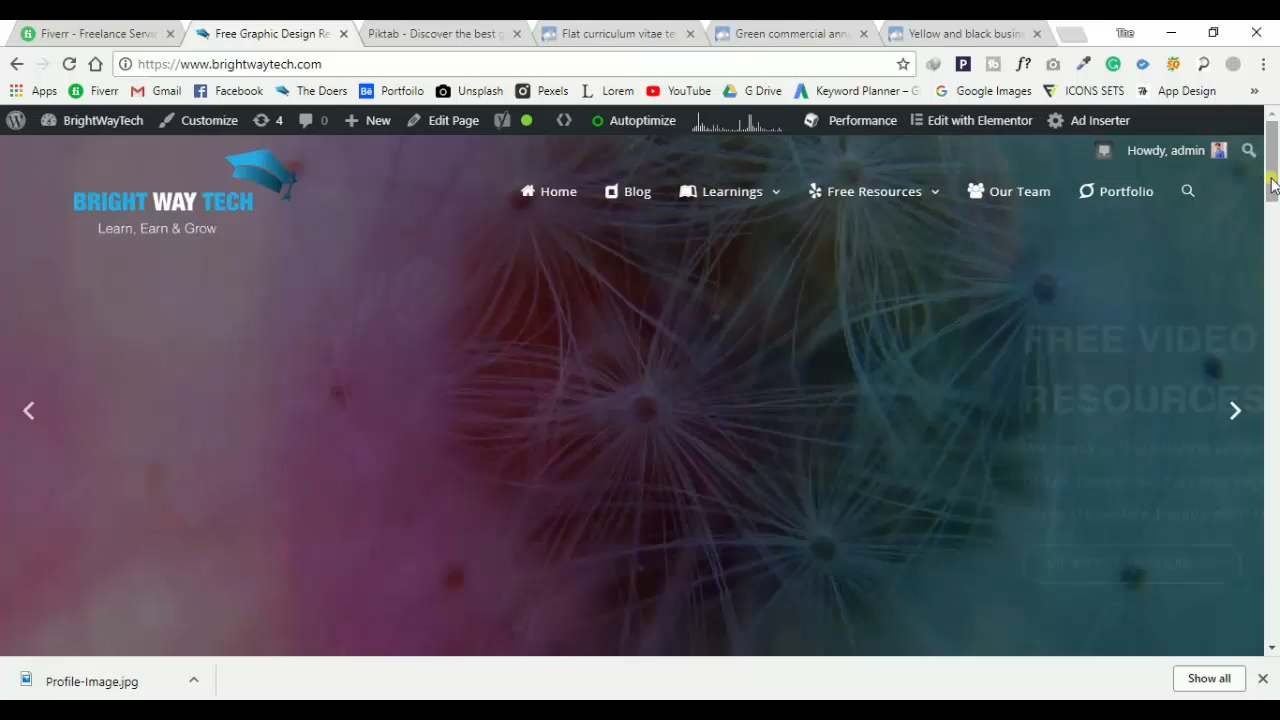 Fiverr - Freelance Servic
Free Graphic Design Re
Piktab - Discover the best g
Flat curriculum vitae te
Green commercial ann
Yellow and black busin
The
https://www.brightwaytech.com
Apps
Fiverr
Gmail
Facebook
The Doers
Portfoilo
Unsplash
Pexels
Lorem
YouTube
G Drive
Keyword Planner – G
Google Images
ICONS SETS
App Design
BrightWayTech
Customize
4
0
New
Edit Page
Autoptimize
Performance
Edit with Elementor
Ad Inserter
Howdy, admin
BRIGHT WAY TECH
Learn, Earn & Grow
Home
Blog
Learnings
Free Resources
Our Team
Portfolio
FREE VIDEO
RESOURCES
Profile-Image.jpg
Show all